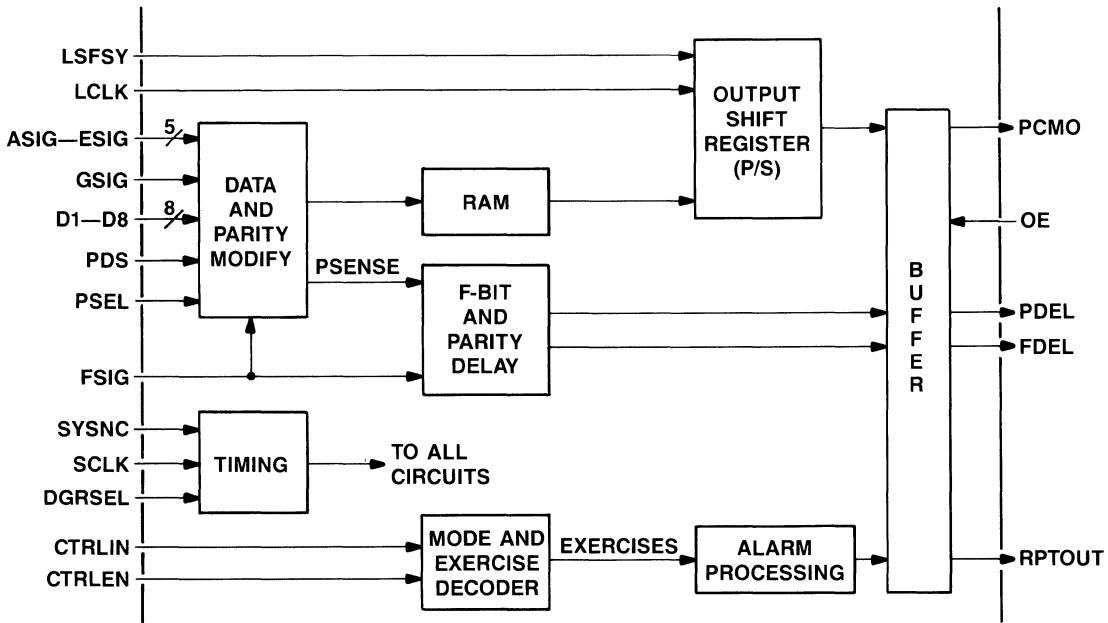 LSFSY
LCLK
ASIG—ESIG
5
GSIG
D1—D8
8
PDS
PSEL
FSIG
SYSNC
SCLK
DGRSEL
CTRLIN
CTRLEN
DATA
AND
PARITY
MODIFY
PSENSE
TIMING
TO ALL
CIRCUITS
RAM
F-BIT
AND
PARITY
DELAY
MODE AND
EXERCISE
DECODER
EXERCISES
OUTPUT
SHIFT
REGISTER
(P/S)
ALARM
PROCESSING
BUFFER
PCMO
OE
PDEL
FDEL
RPTOUT